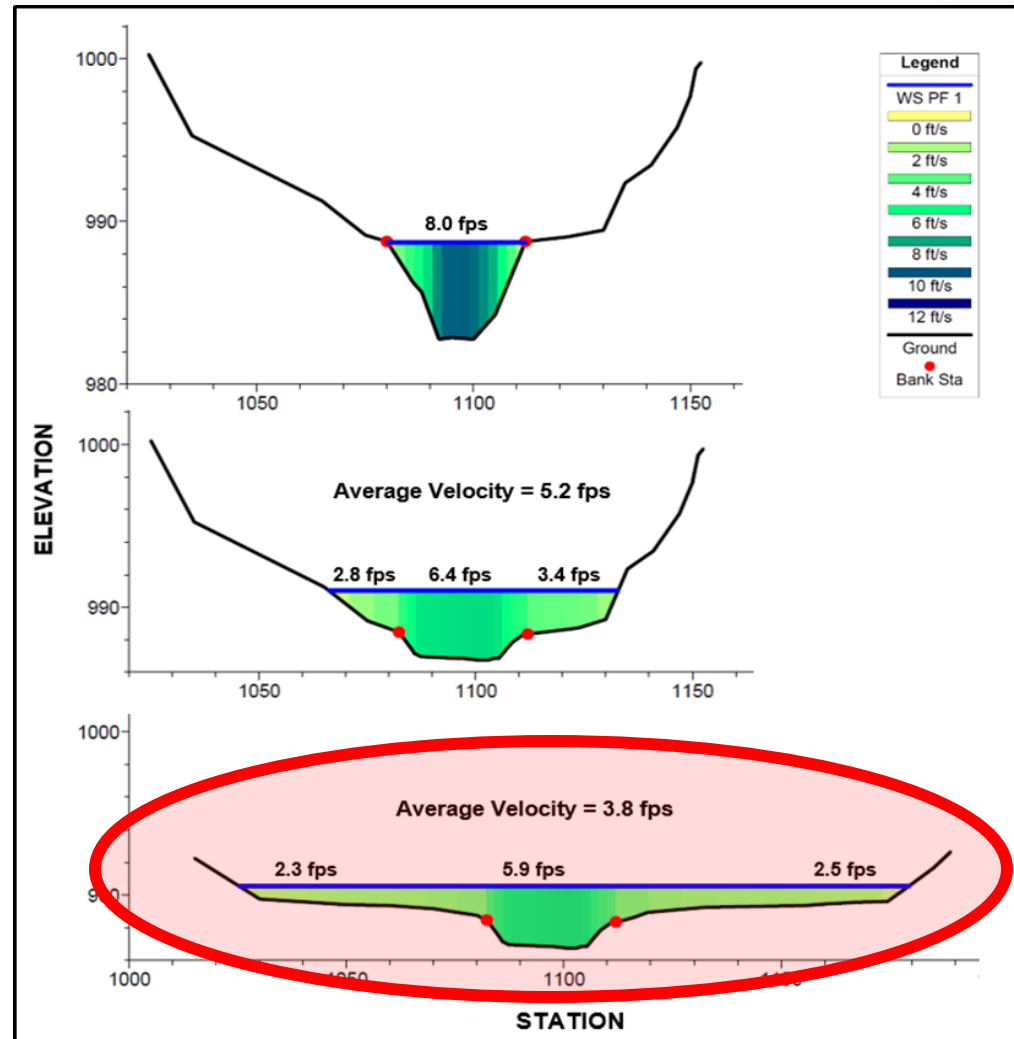 1000
990
980
8.0 fps
1050
1100
1150
Legend
WS PF 1
0 ft/s
2 ft/s
4 ft/s
6 ft/s
8 ft/s
10 ft/s
12 ft/s
Ground
Bank Sta
ELEVATION
1000
990
Average Velocity = 5.2 fps
2.8 fps 6.4 fps 3.4 fps
1050
1100
1150
1000
Average Velocity = 3.8 fps
2.3 fps 5.9 fps 2.5 fps
1000
1100
STATION